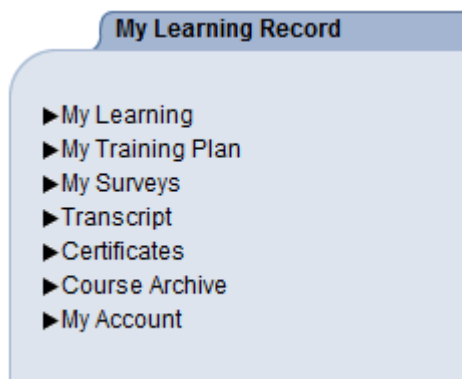 My Learning Record
▶My Learning
▶My Training Plan
▶My Surveys
▶Transcript
▶Certificates
▶Course Archive
▶My Account